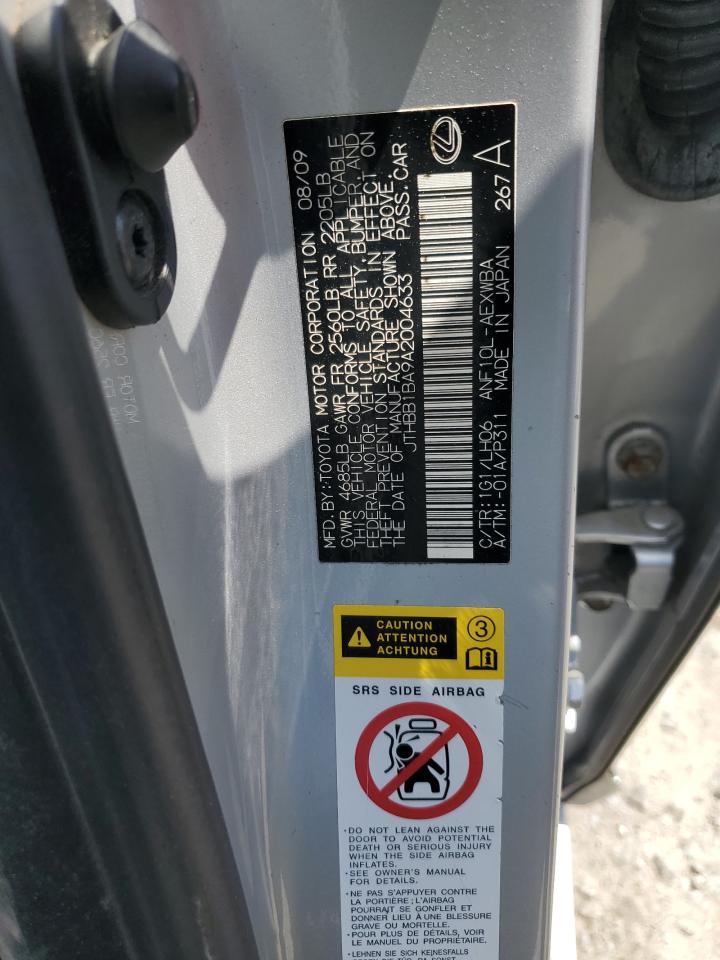 MFD.BY:TOYOTA MOTOR CORPORATION 08/09
GVWR 4685LB GAWR FR 2560LB RR 2205LB
THIS VEHICLE CONFORMS TO ALL APPLICABLE
FEDERAL MOTOR VEHICLE SAFETY, BUMPER, AND
THEFT PREVENTION STANDARDS IN EFFECT ON
THE DATE OF MANUFACTURE SHOWN ABOVE.
JTHBB1BA9A2004633 PASS.CAR
C/TR:1G1/LH06 ANF10L-AEXWBA 267 A
A/TM:-01A/P311 MADE IN JAPAN
CAUTION
ATTENTION
ACHTUNG
3
SRS SIDE AIRBAG
•DO NOT LEAN AGAINST THE
DOOR TO AVOID POTENTIAL
DEATH OR SERIOUS INJURY
WHEN THE SIDE AIRBAG
INFLATES.
•SEE OWNER'S MANUAL
FOR DETAILS.
•NE PAS S'APPUYER CONTRE
LA PORTIÈRE; L'AIRBAG
POURRAIT SE GONFLER ET
DONNER LIEU À UNE BLESSURE
GRAVE OU MORTELLE.
•POUR PLUS DE DÉTAILS, VOIR
LE MANUEL DU PROPRIÉTAIRE.
•LEHNEN SIE SICH KEINESFALLS